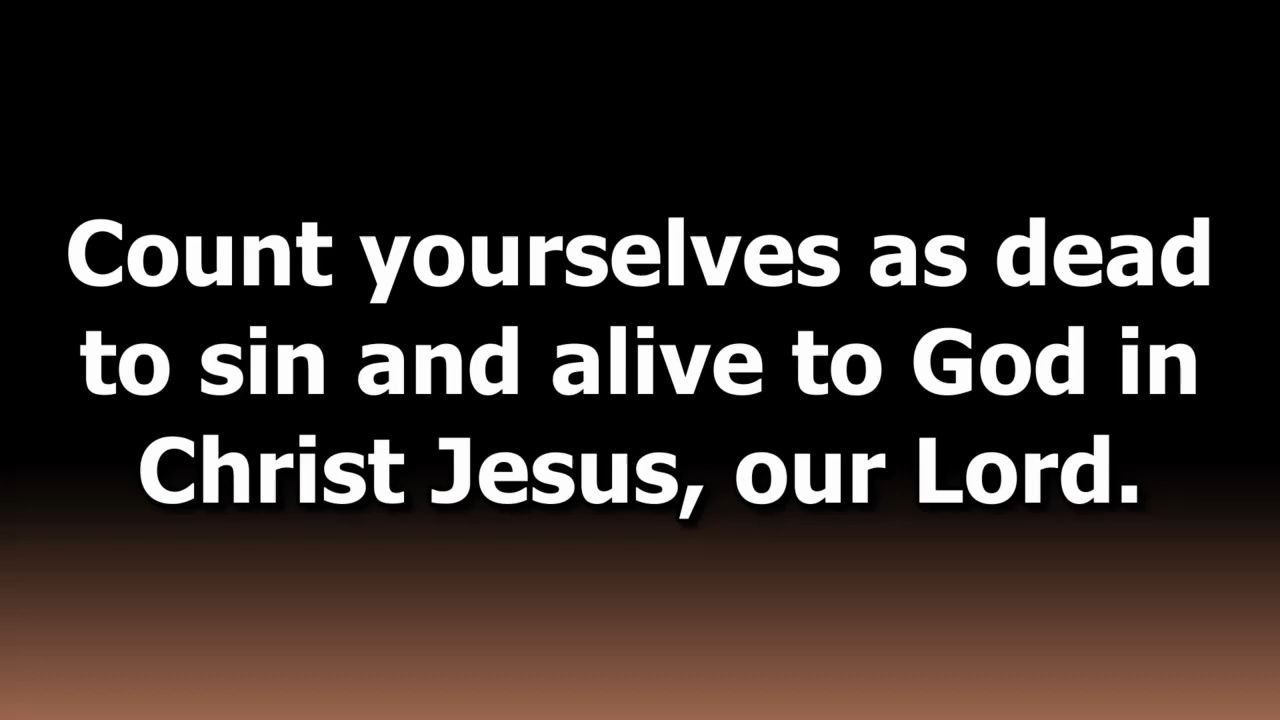 Count yourselves as dead
to sin and alive to God in
Christ Jesus, our Lord.